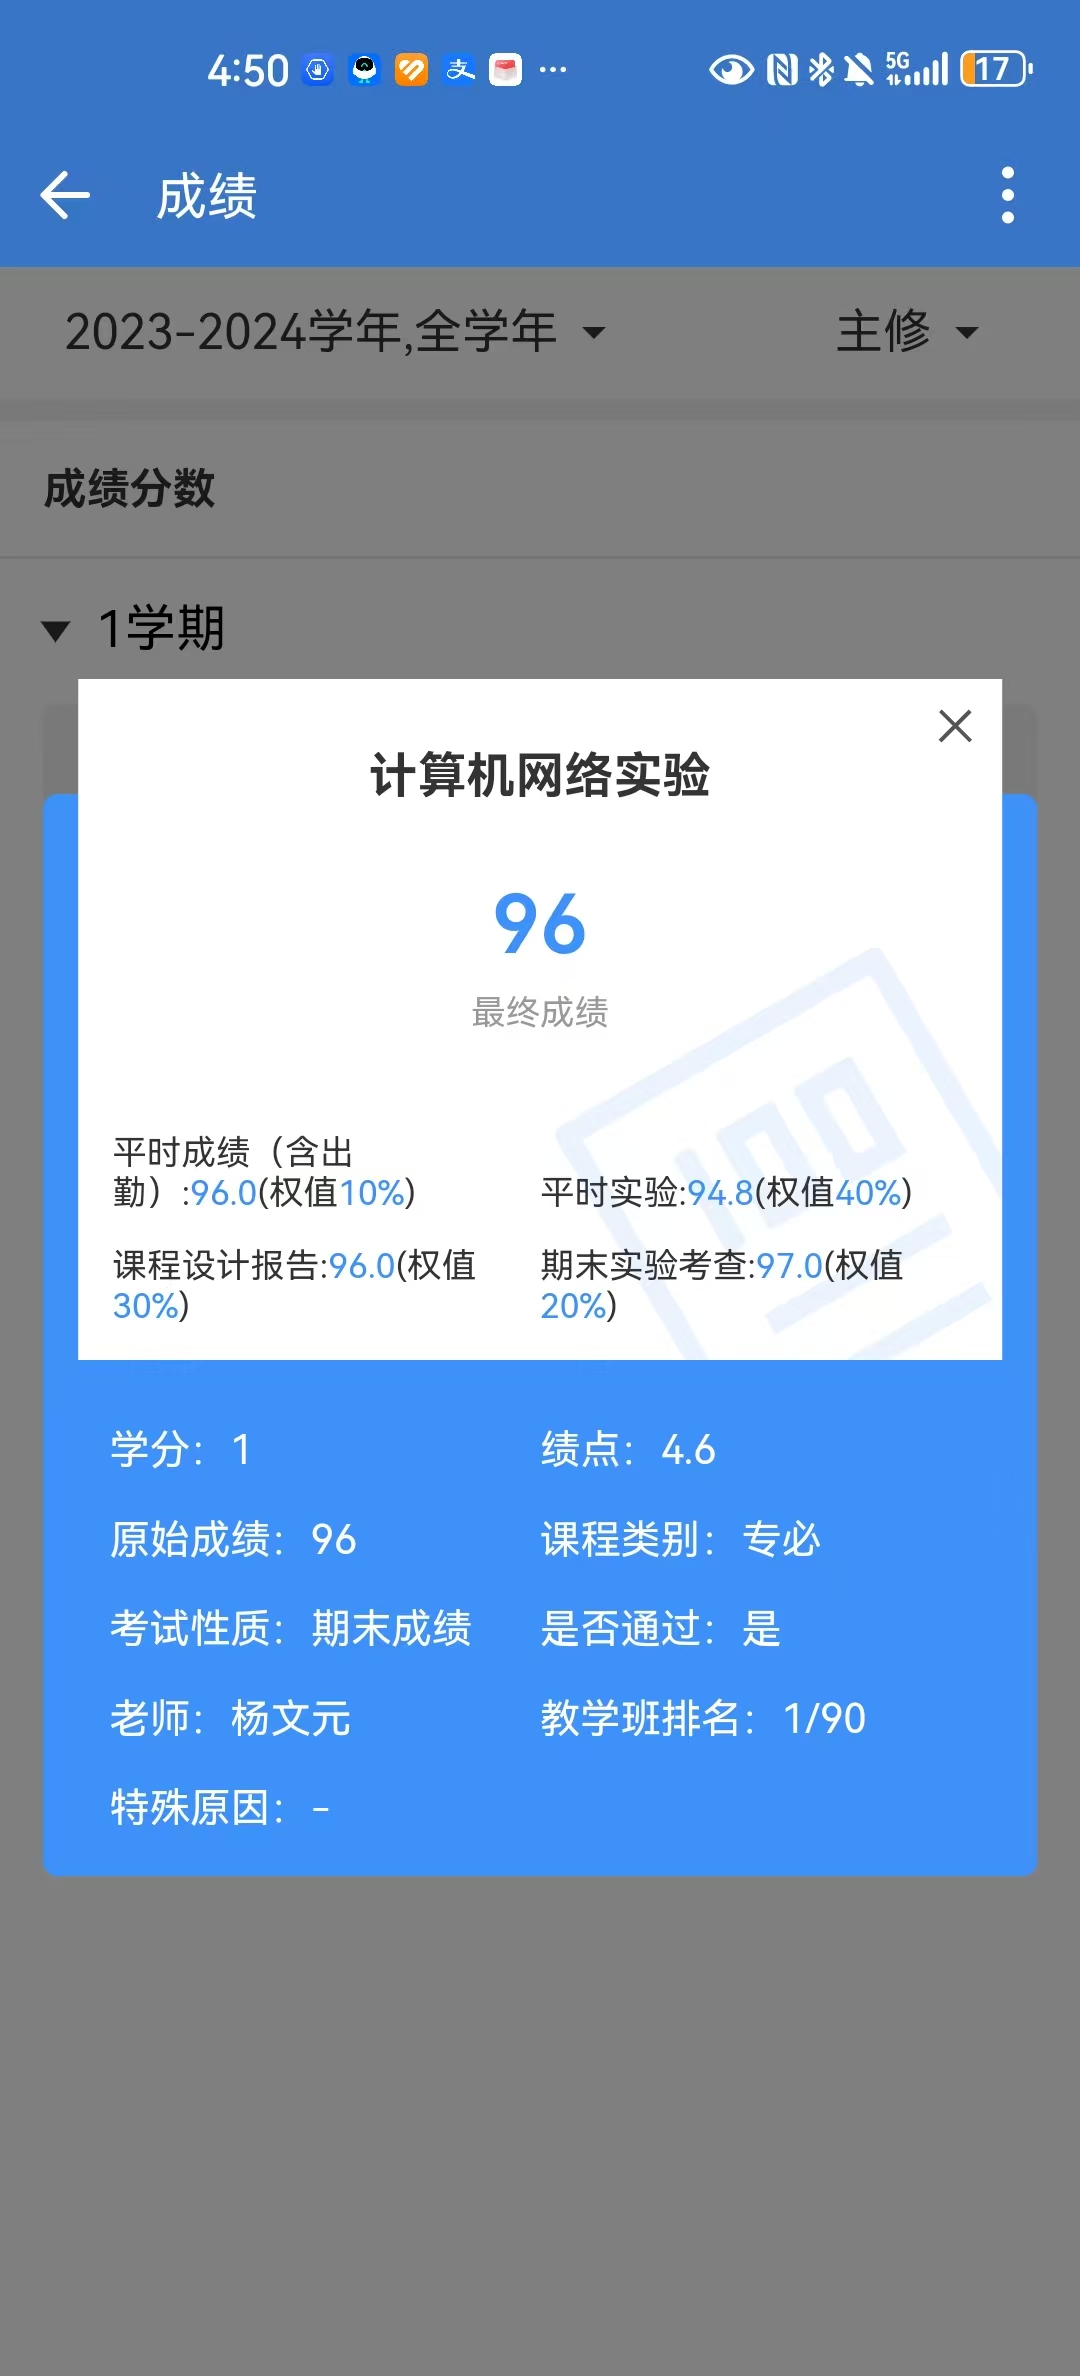 4:50 支 ··· 5G 17
成绩
2023-2024学年,全学年 主修
成绩分数
1学期
计算机网络实验
96
最终成绩
平时成绩（含出
勤）:96.0(权值10%) 平时实验:94.8(权值40%)
课程设计报告:96.0(权值 期末实验考查:97.0(权值
30%) 20%)
学分：1 绩点：4.6
原始成绩：96 课程类别：专必
考试性质：期末成绩 是否通过：是
老师：杨文元 教学班排名：1/90
特殊原因：-